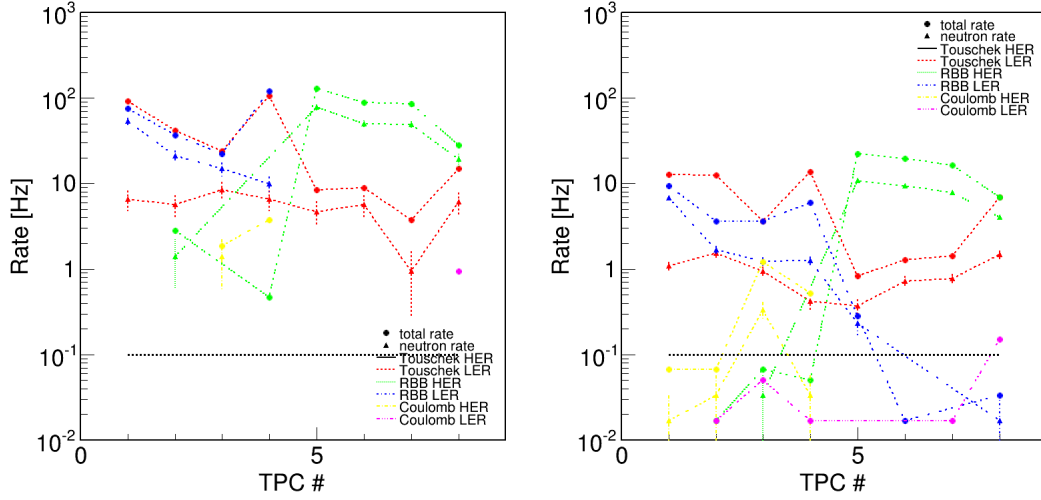 10³
10²
10
1
10⁻¹
10⁻²
Rate [Hz]
0
5
TPC #
total rate
neutron rate
Touschek HER
Touschek LER
RBB HER
RBB LER
Coulomb HER
Coulomb LER
10³
10²
10
1
10⁻¹
10⁻²
Rate [Hz]
0
5
TPC #
total rate
neutron rate
Touschek HER
Touschek LER
RBB HER
RBB LER
Coulomb HER
Coulomb LER